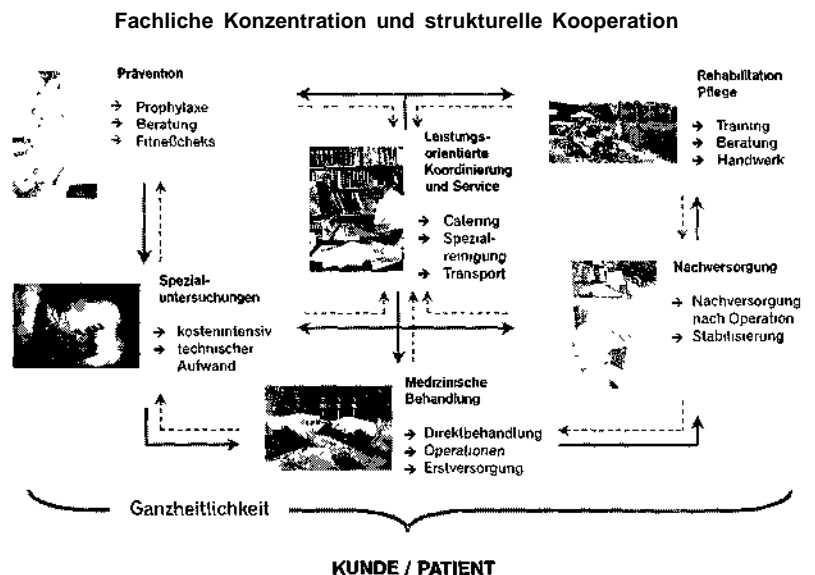 Fachliche Konzentration und strukturelle Kooperation
Prävention
→ Prophylaxe
→ Beratung
→ Fitneßcheks
Leistungs-
orientierte
Koordinierung
und Service
→ Catering
→ Spezial-
reinigung
→ Transport
Rehabilitation
Pflege
→ Training
→ Beratung
→ Handwerk
Spezial-
untersuchungen
→ kostenintensiv
→ technischer
Aufwand
Nachversorgung
→ Nachversorgung
nach Operation
→ Stabilisierung
Medizinische
Behandlung
→ Direktbehandlung
→ Operationen
→ Erstversorgung
Ganzheitlichkeit
KUNDE / PATIENT